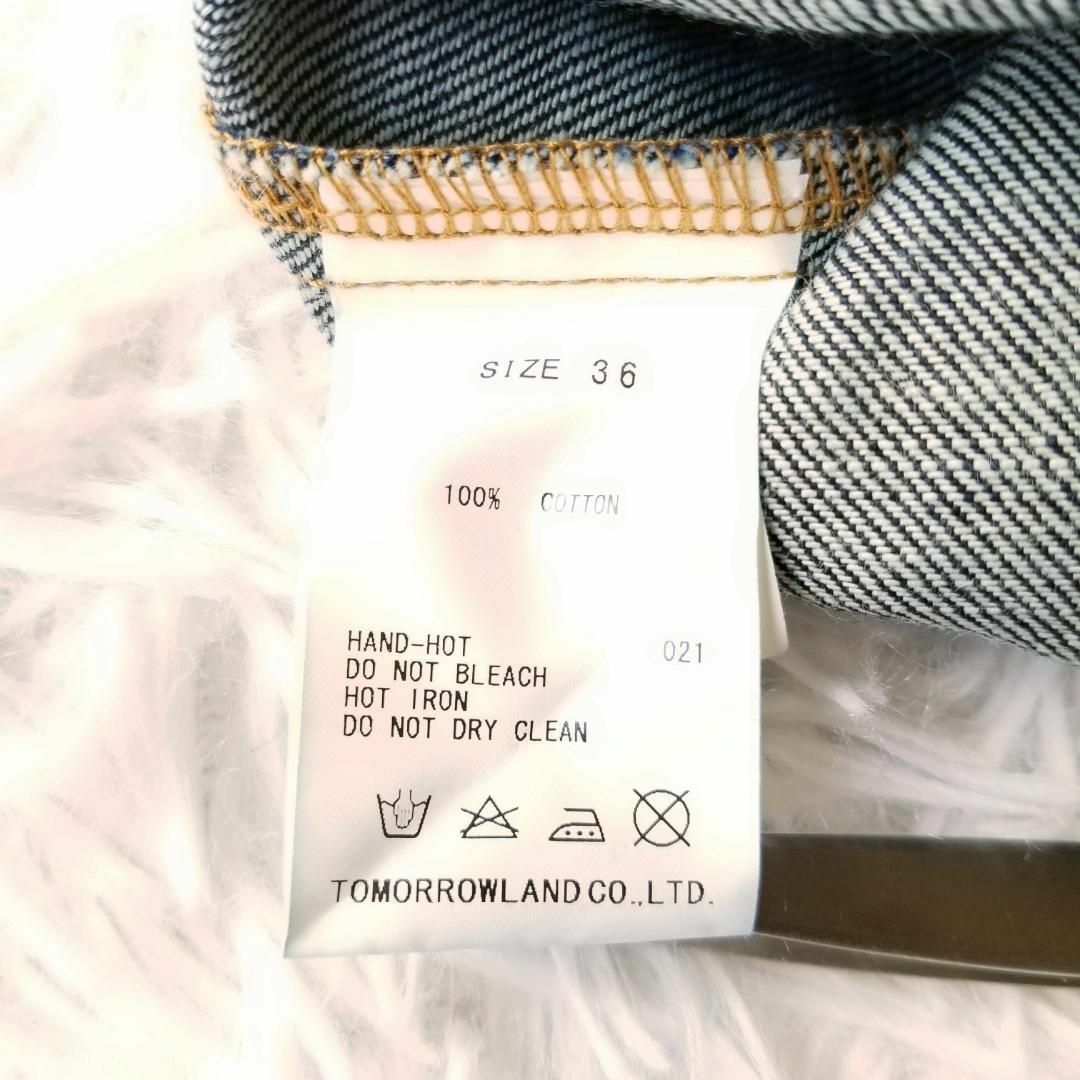 SIZE 36
100% COTTON
HAND-HOT 021
DO NOT BLEACH
HOT IRON
DO NOT DRY CLEAN
TOMORROWLAND CO.,LTD.